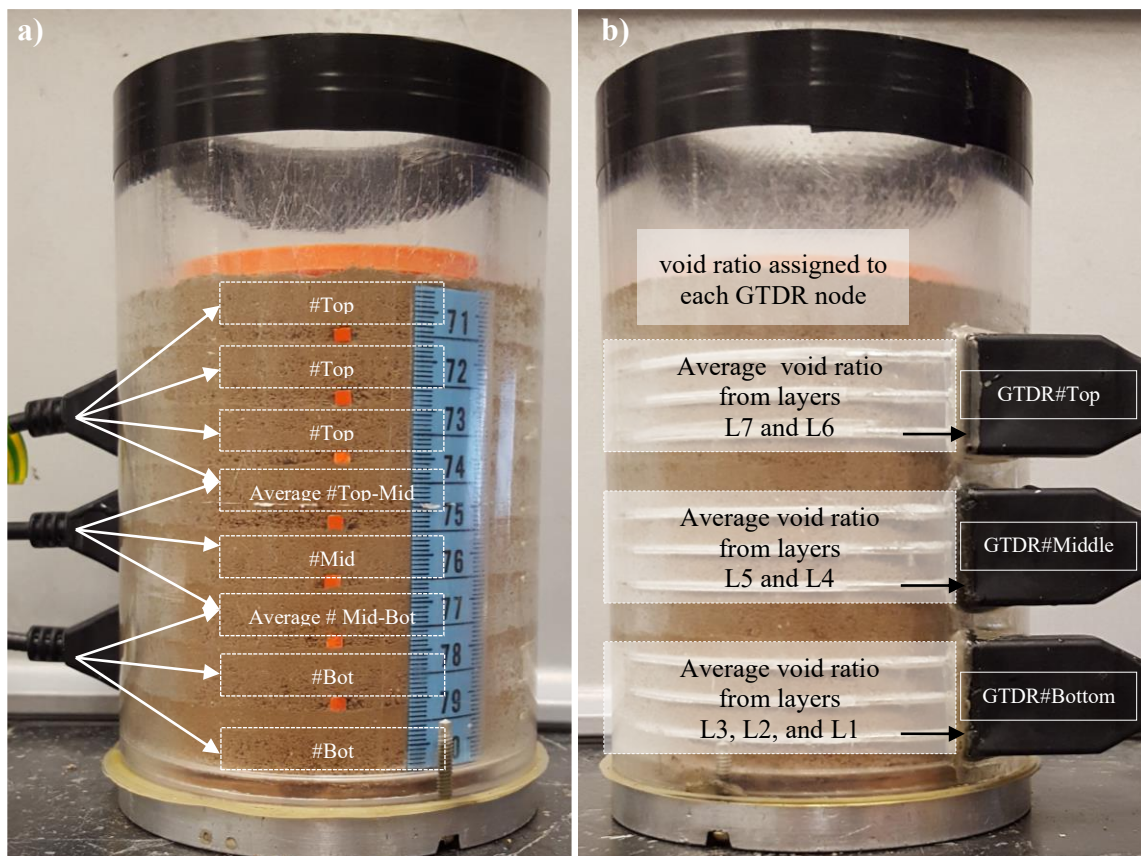 a)
#Top
#Top
#Top
Average #Top-Mid
#Mid
Average # Mid-Bot
#Bot
#Bot
71
72
73
74
75
76
77
78
79
b)
void ratio assigned to
each GTDR node
Average void ratio
from layers
L7 and L6
GTDR#Top
Average void ratio
from layers
L5 and L4
GTDR#Middle
Average void ratio
from layers
L3, L2, and L1
GTDR#Bottom